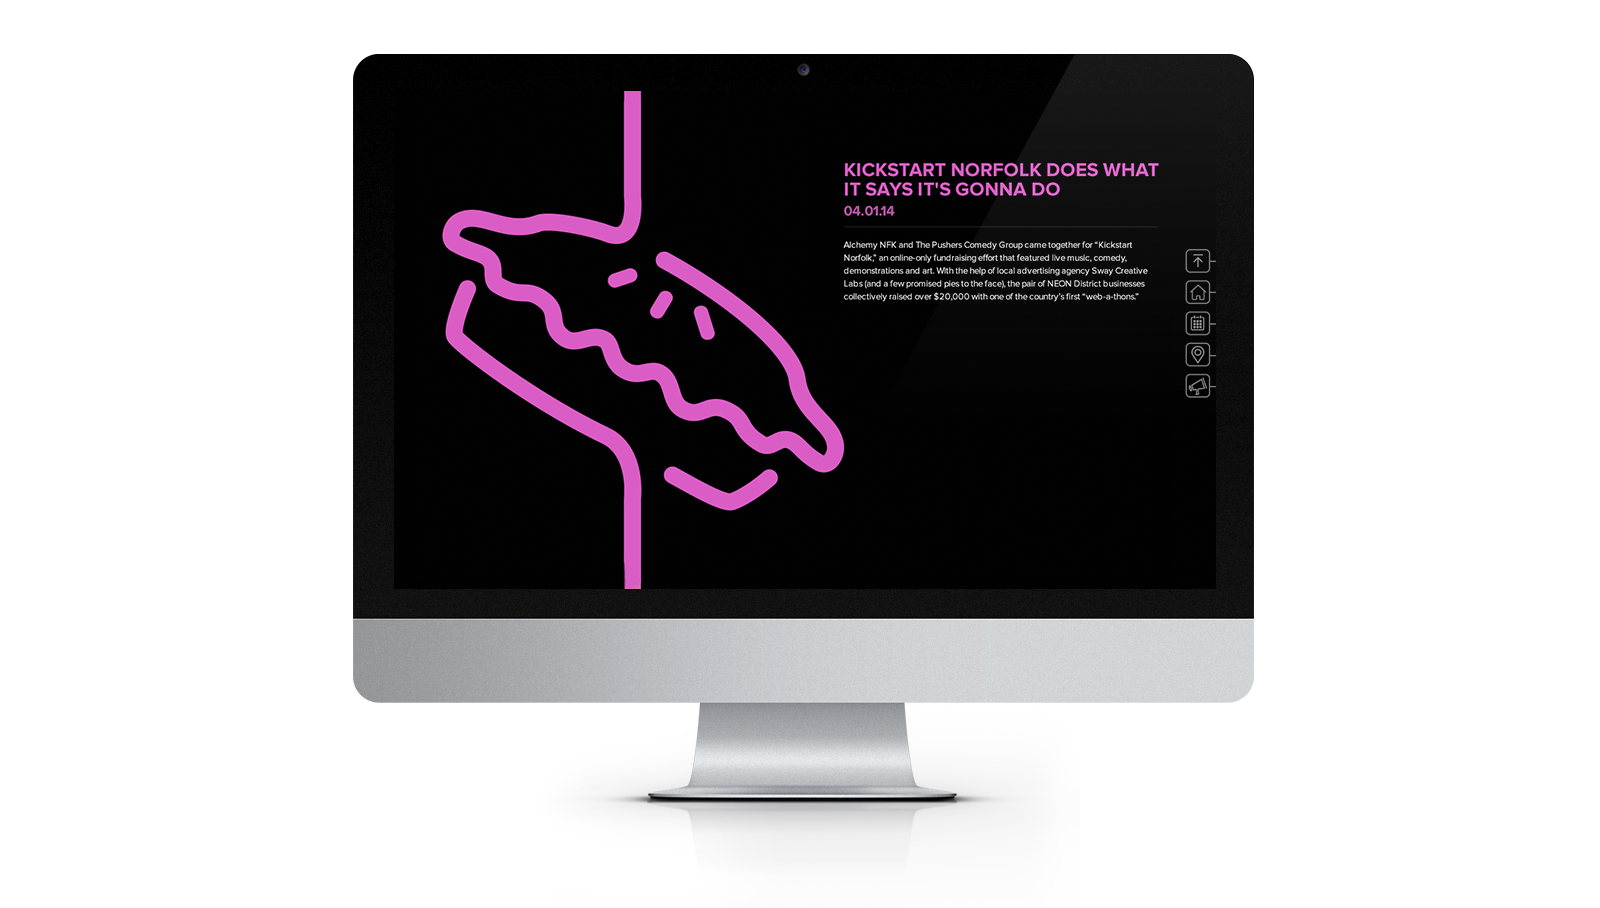 KICKSTART NORFOLK DOES WHAT
IT SAYS IT'S GONNA DO
04.01.14
Alchemy NFK and The Pushers Comedy Group came together for “Kickstart
Norfolk,” an online-only fundraising effort that featured live music, comedy,
demonstrations and art. With the help of local advertising agency Sway Creative
Labs (and a few promised pies to the face), the pair of NEON District businesses
collectively raised over $20,000 with one of the country’s first “web-a-thons.”